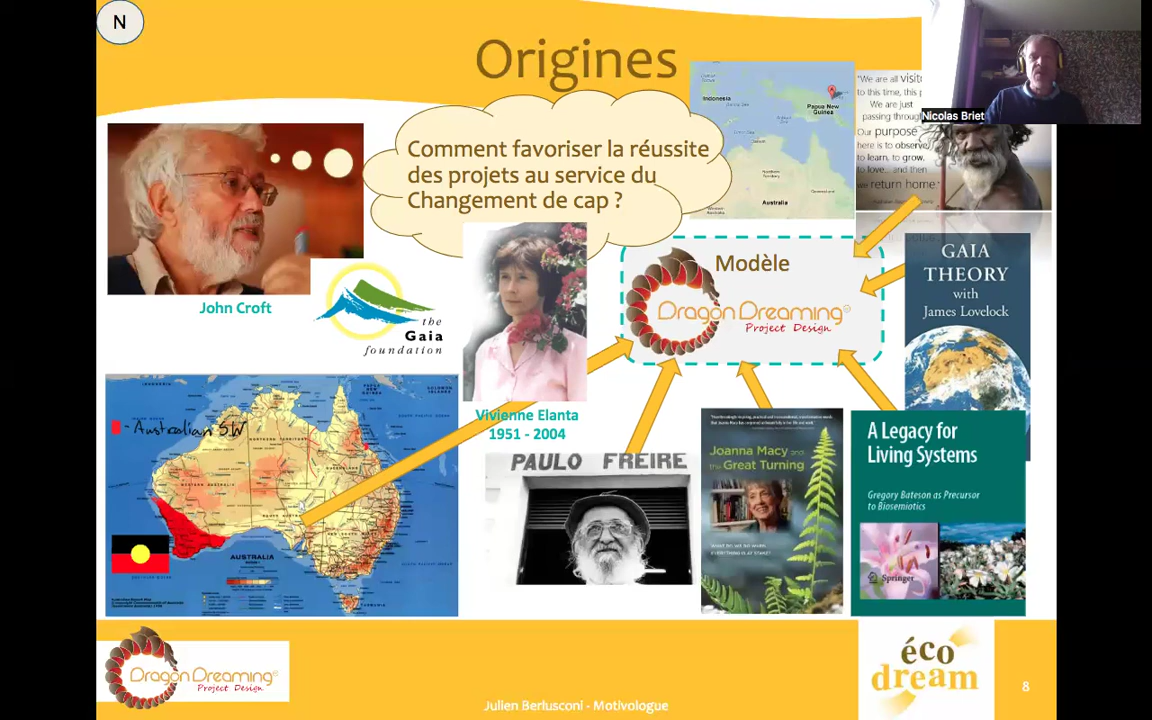 N
Origines
Comment favoriser la réussite
des projets au service du
Changement de cap ?
Indonesia
Papua New
Guinea
Australia
"We are all visit
to this time, this p
We are just
passing through
Our purpose
here is to observe,
to learn, to grow,
to love... and then
we return home."
Nicolas Briet
John Croft
the
Gaia
foundation
Vivienne Elanta
1951 - 2004
Modèle
Dragon Dreaming
Project Design
GAIA
THEORY
with
James Lovelock
- Australian SW
AUSTRALIA
PAULO FREIRE
Joanna Macy and
the Great Turning
A Legacy for
Living Systems
Gregory Bateson as Precursor
to Biosemiotics
Springer
Dragon Dreaming
Project Design
éco
dream
8
Julien Berlusconi - Motivologue